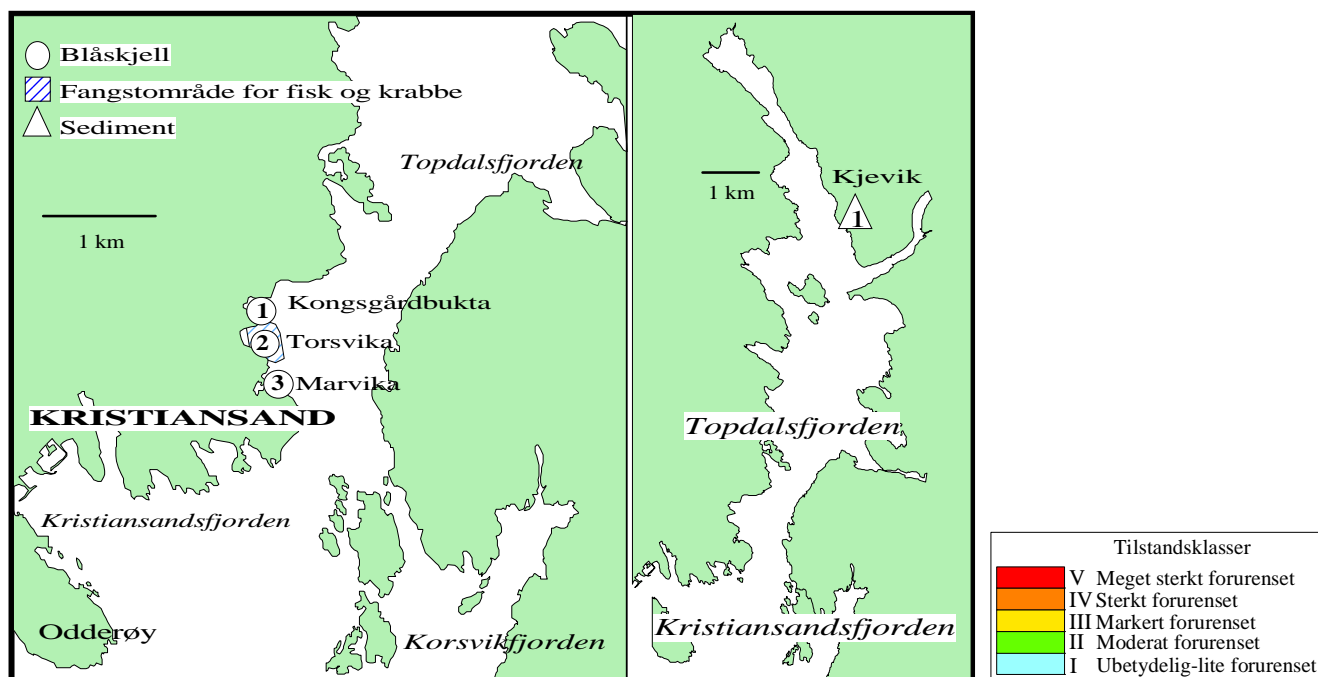 Blåskjell
Fangstområde for fisk og krabbe
Sediment
Topdalsfjorden
1 km
1
Kongsgårdbukta
2
Torsvika
3
Marvika
KRISTIANSAND
Kristiansandsfjorden
Odderøy
Korsvikfjorden
1 km
Kjevik
1
Topdalsfjorden
Kristiansandsfjorden
Tilstandsklasser
V Meget sterkt forurenset
IV Sterkt forurenset
III Markert forurenset
II Moderat forurenset
I Ubetydelig-lite forurenset